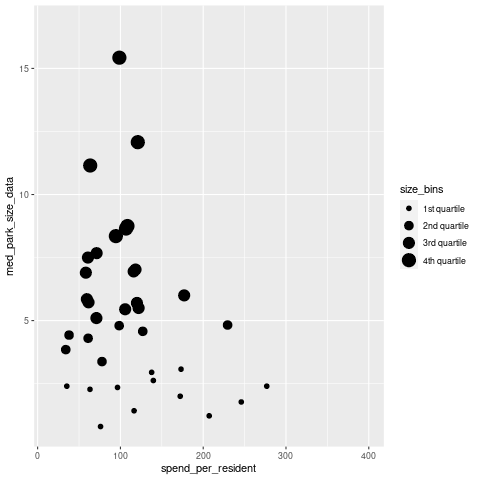 15
10
5
med_park_size_data
0
100
200
300
400
spend_per_resident
size_bins
1st quartile
2nd quartile
3rd quartile
4th quartile